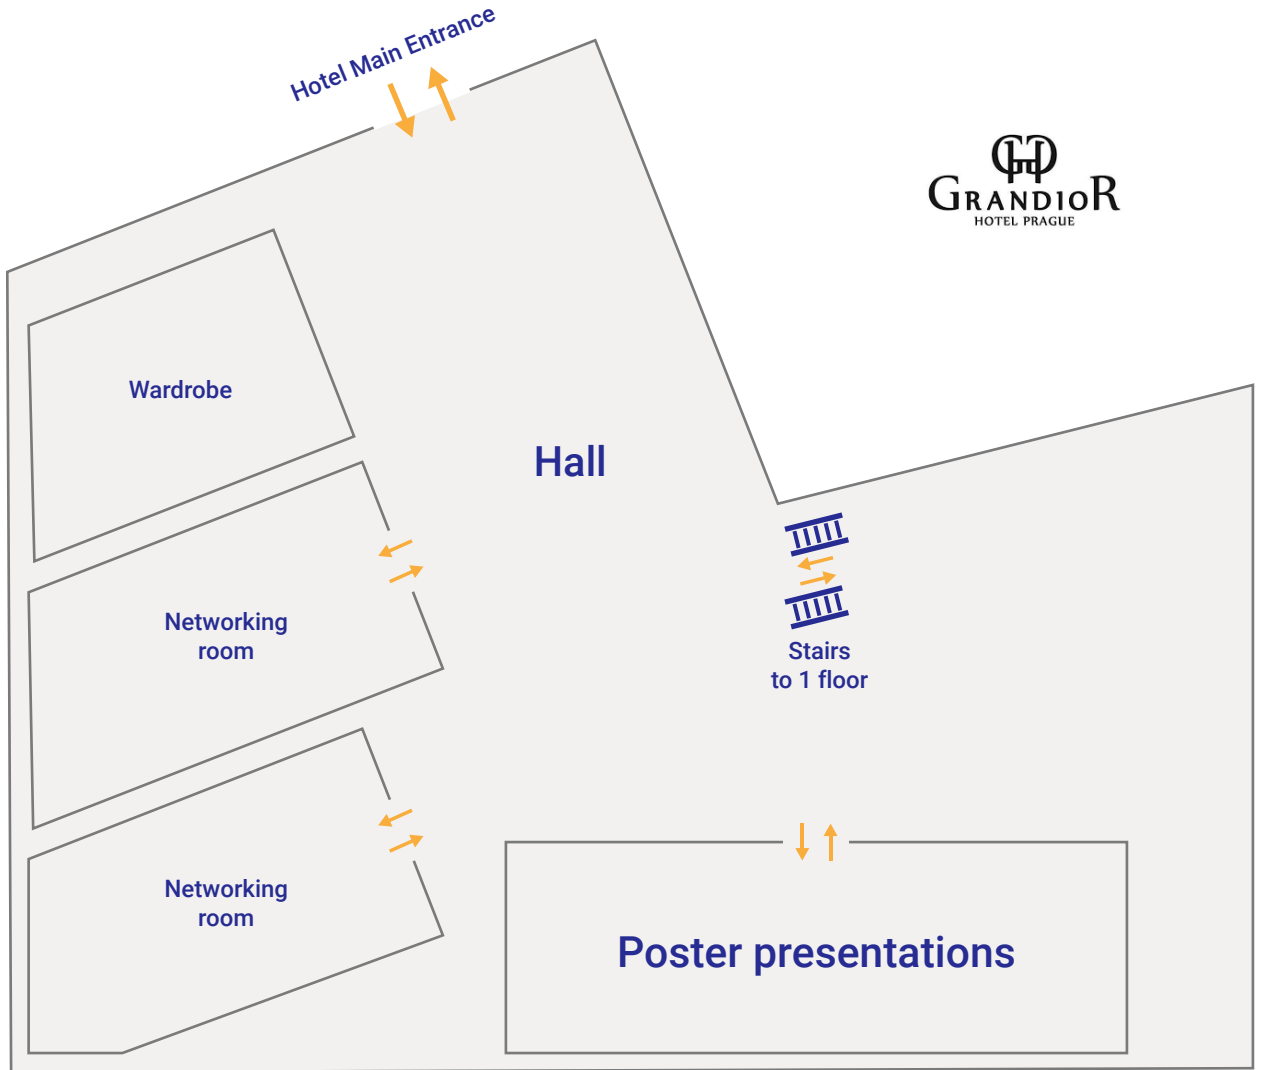 Hotel Main Entrance
GRANDIOR
HOTEL PRAGUE
Wardrobe
Hall
Networking
room
Stairs
to 1 floor
Networking
room
Poster presentations